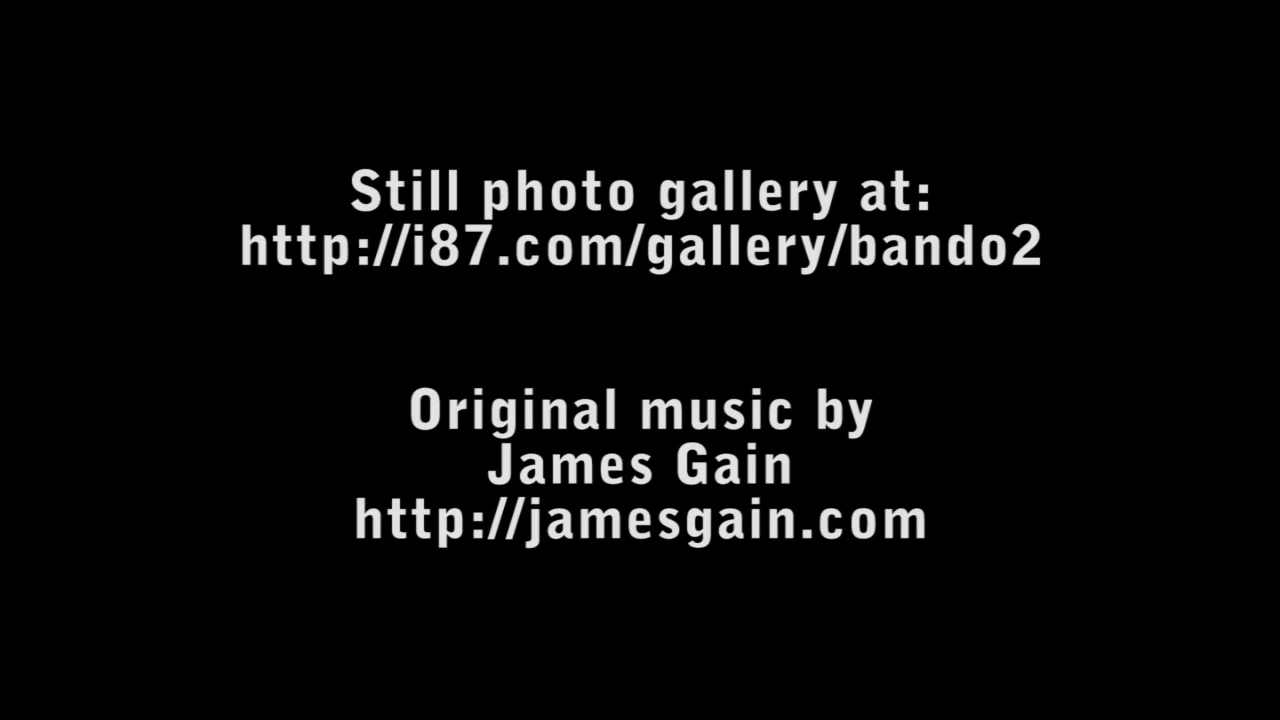 Still photo gallery at:
http://i87.com/gallery/bando2
Original music by
James Gain
http://jamesgain.com